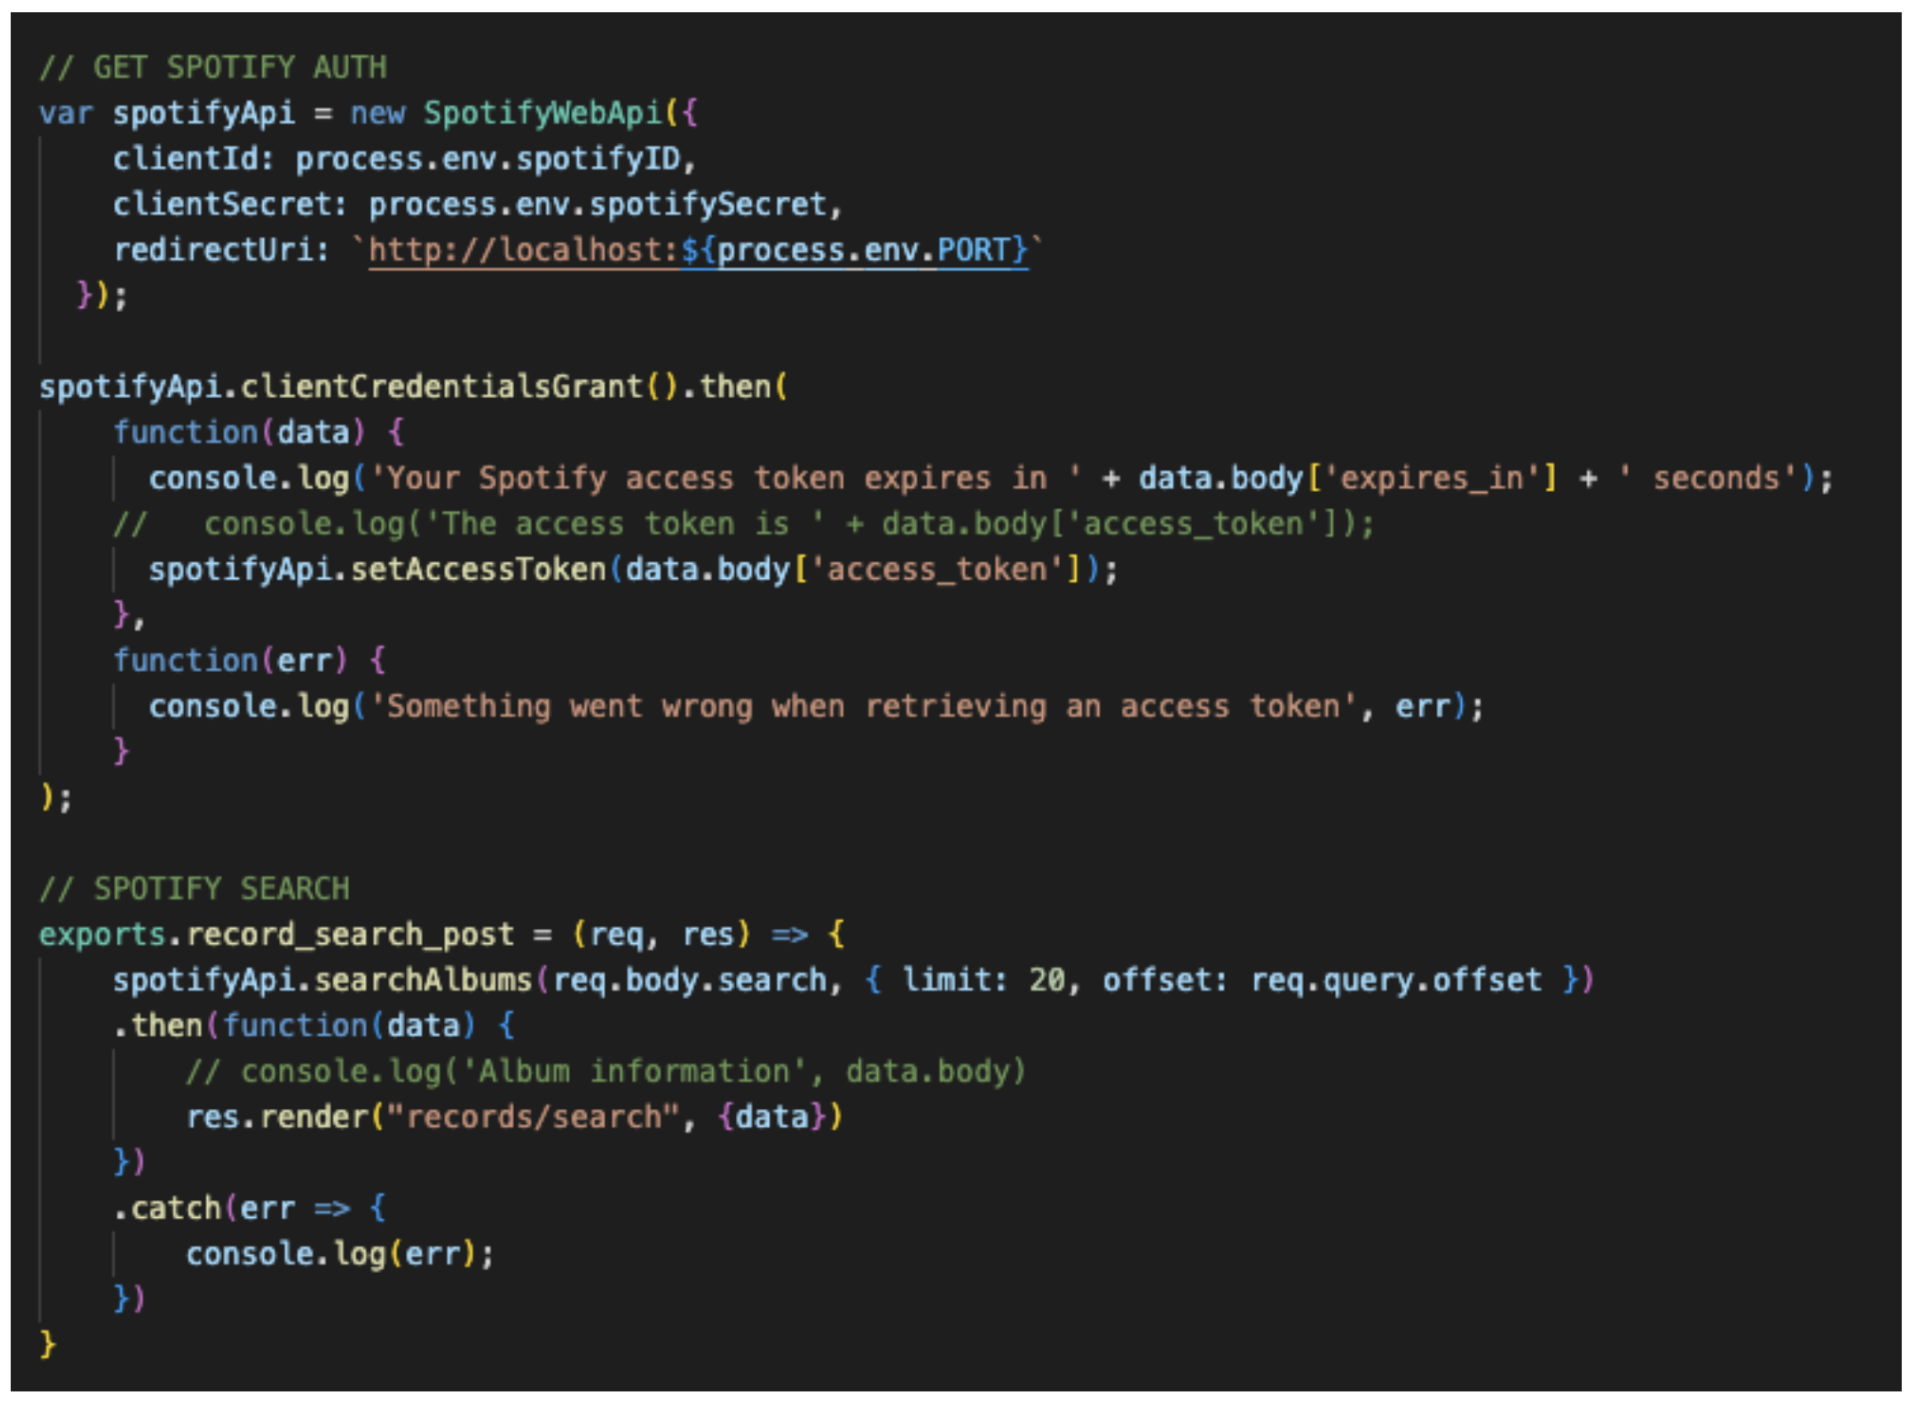 // GET SPOTIFY AUTH
var spotifyApi = new SpotifyWebApi({
    clientId: process.env.spotifyID,
    clientSecret: process.env.spotifySecret,
    redirectUri: `http://localhost:${process.env.PORT}`
  });

spotifyApi.clientCredentialsGrant().then(
    function(data) {
      console.log('Your Spotify access token expires in ' + data.body['expires_in'] + ' seconds');
    //   console.log('The access token is ' + data.body['access_token']);
      spotifyApi.setAccessToken(data.body['access_token']);
    },
    function(err) {
      console.log('Something went wrong when retrieving an access token', err);
    }
);

// SPOTIFY SEARCH
exports.record_search_post = (req, res) => {
    spotifyApi.searchAlbums(req.body.search, { limit: 20, offset: req.query.offset })
    .then(function(data) {
        // console.log('Album information', data.body)
        res.render("records/search", {data})
    })
    .catch(err => {
        console.log(err);
    })
}